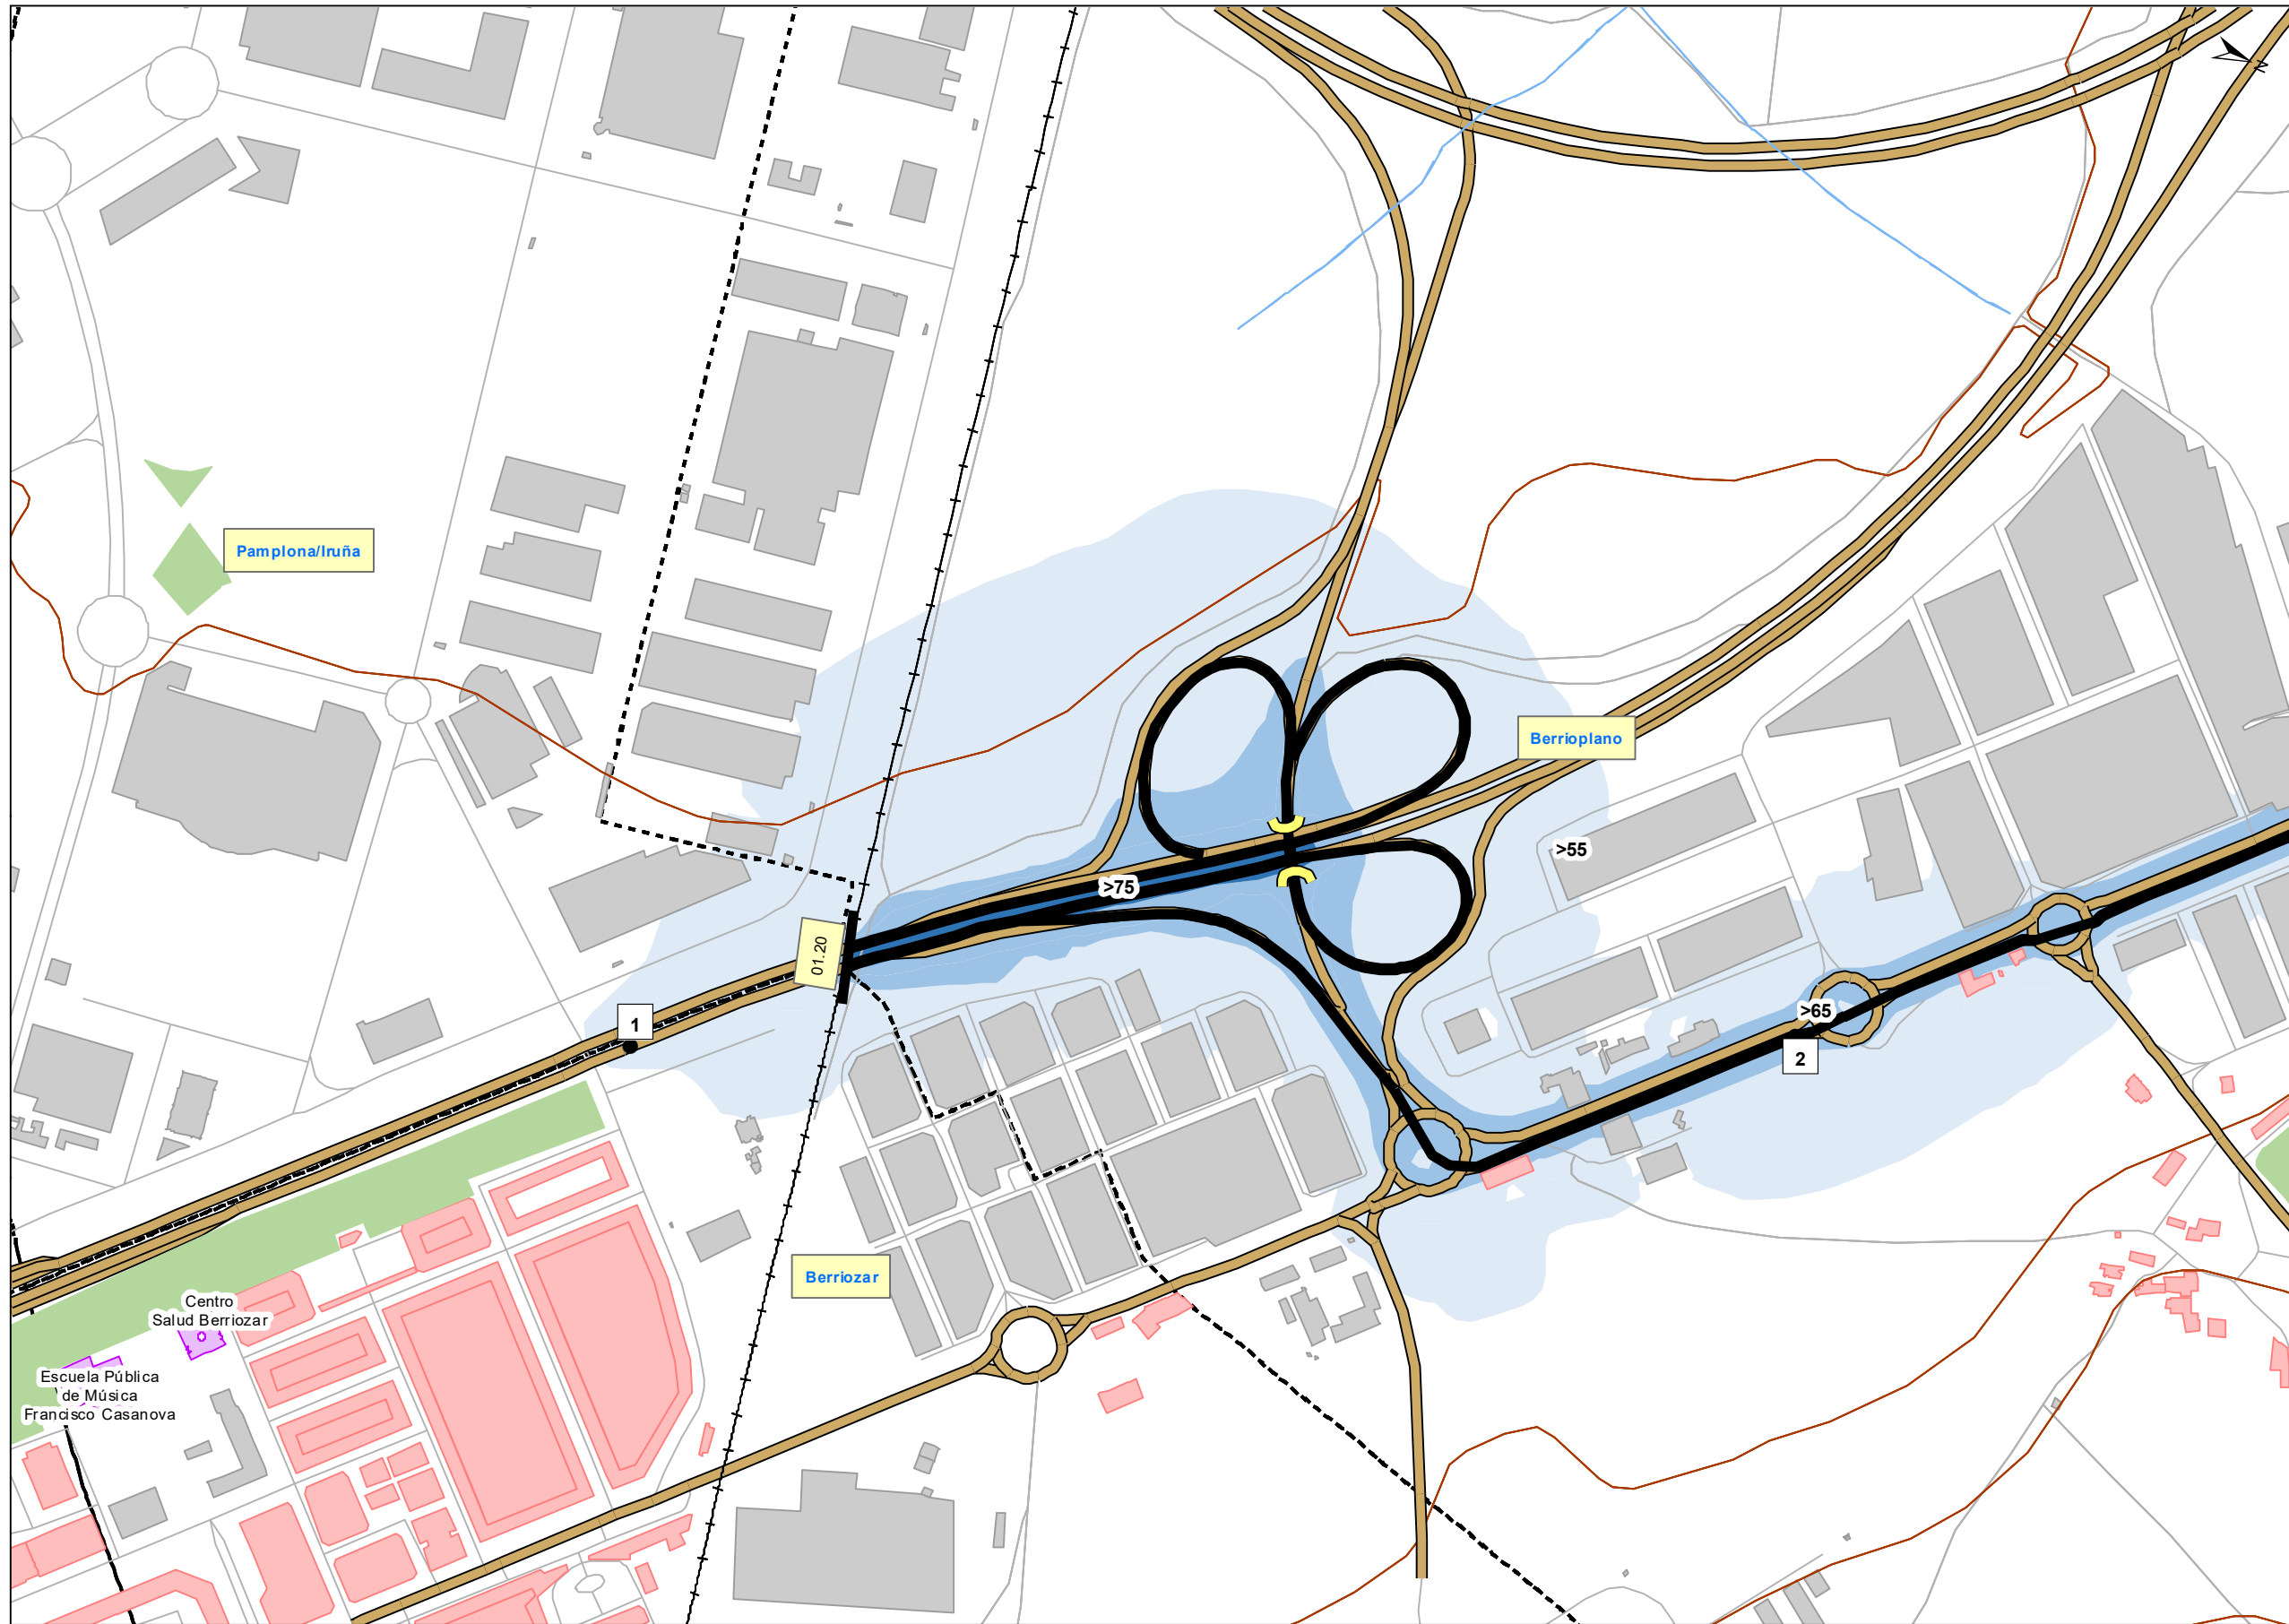 N
Pamplona/Iruña
Berrioplano
>55
>75
01.20
1
>65
2
Berriozar
Centro
Salud Berriozar
Escuela Pública
de Música
Francisco Casanova